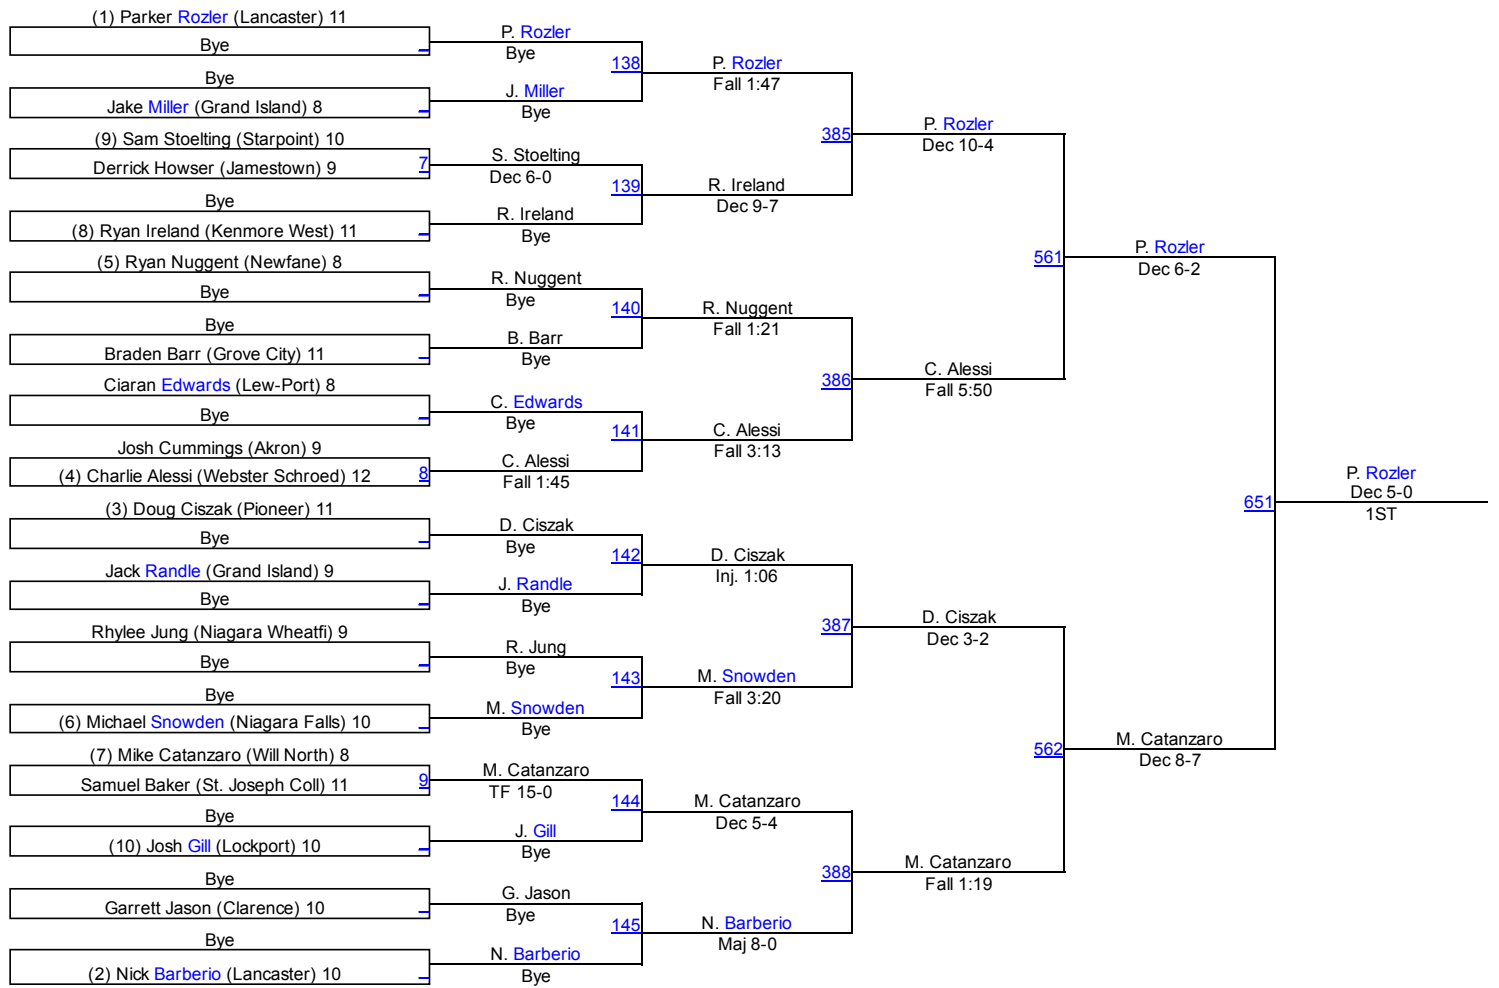 (1) Parker Rozler (Lancaster) 11
Bye
Bye
Jake Miller (Grand Island) 8
(9) Sam Stoelting (Starpoint) 10
Derrick Howser (Jamestown) 9
7
Bye
(8) Ryan Ireland (Kenmore West) 11
(5) Ryan Nuggent (Newfane) 8
Bye
Bye
Braden Barr (Grove City) 11
Ciaran Edwards (Lew-Port) 8
Bye
Josh Cummings (Akron) 9
(4) Charlie Alessi (Webster Schroed) 12
8
(3) Doug Ciszak (Pioneer) 11
Bye
Jack Randle (Grand Island) 9
Bye
Rhylee Jung (Niagara Wheatfi) 9
Bye
Bye
(6) Michael Snowden (Niagara Falls) 10
(7) Mike Catanzaro (Will North) 8
Samuel Baker (St. Joseph Coll) 11
9
Bye
(10) Josh Gill (Lockport) 10
Bye
Garrett Jason (Clarence) 10
Bye
(2) Nick Barberio (Lancaster) 10
P. Rozler
Bye
138
J. Miller
Bye
S. Stoelting
Dec 6-0
139
R. Ireland
Bye
R. Nuggent
Bye
140
B. Barr
Bye
C. Edwards
Bye
141
C. Alessi
Fall 1:45
D. Ciszak
Bye
142
J. Randle
Bye
R. Jung
Bye
143
M. Snowden
Bye
M. Catanzaro
TF 15-0
144
J. Gill
Bye
G. Jason
Bye
145
N. Barberio
Bye
P. Rozler
Fall 1:47
385
R. Ireland
Dec 9-7
R. Nuggent
Fall 1:21
386
C. Alessi
Fall 3:13
D. Ciszak
Inj. 1:06
387
M. Snowden
Fall 3:20
M. Catanzaro
Dec 5-4
388
N. Barberio
Maj 8-0
P. Rozler
Dec 10-4
561
C. Alessi
Fall 5:50
D. Ciszak
Dec 3-2
562
M. Catanzaro
Fall 1:19
P. Rozler
Dec 6-2
651
M. Catanzaro
Dec 8-7
P. Rozler
Dec 5-0
1ST